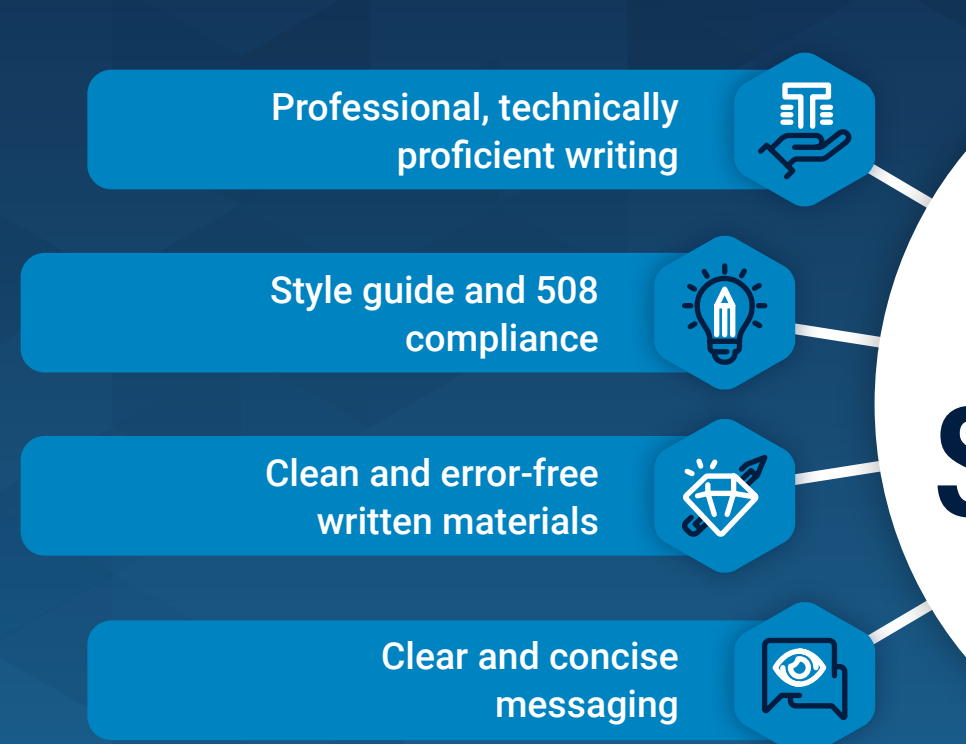 Professional, technically
proficient writing
Style guide and 508
compliance
Clean and error-free
written materials
Clear and concise
messaging